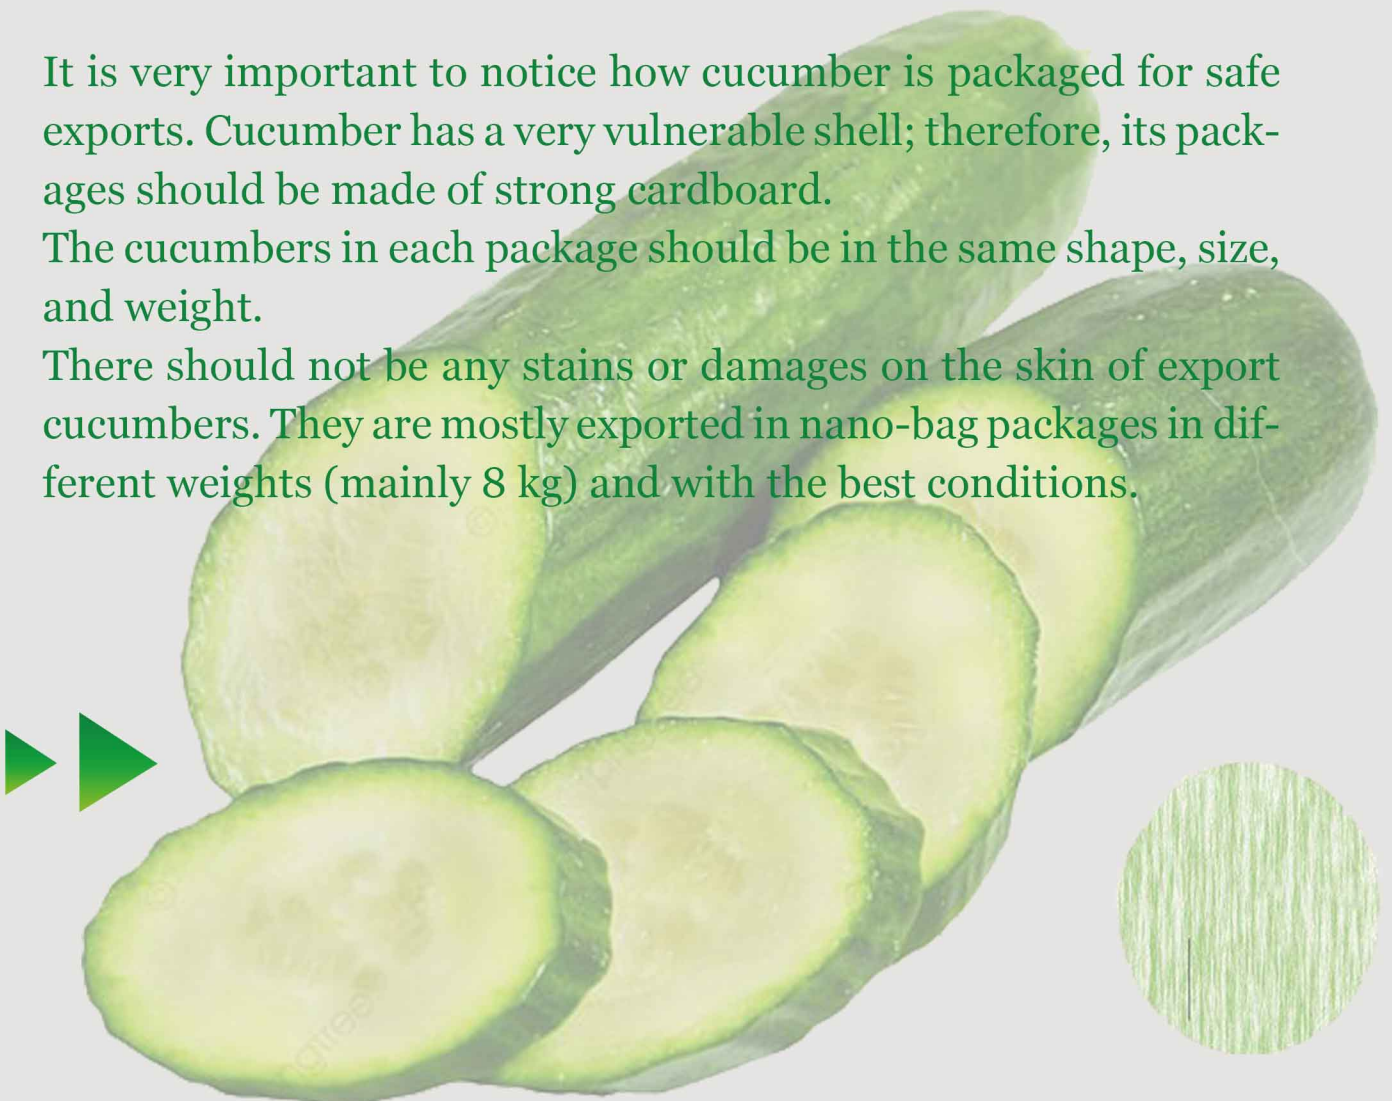 It is very important to notice how cucumber is packaged for safe
exports. Cucumber has a very vulnerable shell; therefore, its pack-
ages should be made of strong cardboard.
The cucumbers in each package should be in the same shape, size,
and weight.
There should not be any stains or damages on the skin of export
cucumbers. They are mostly exported in nano-bag packages in dif-
ferent weights (mainly 8 kg) and with the best conditions.